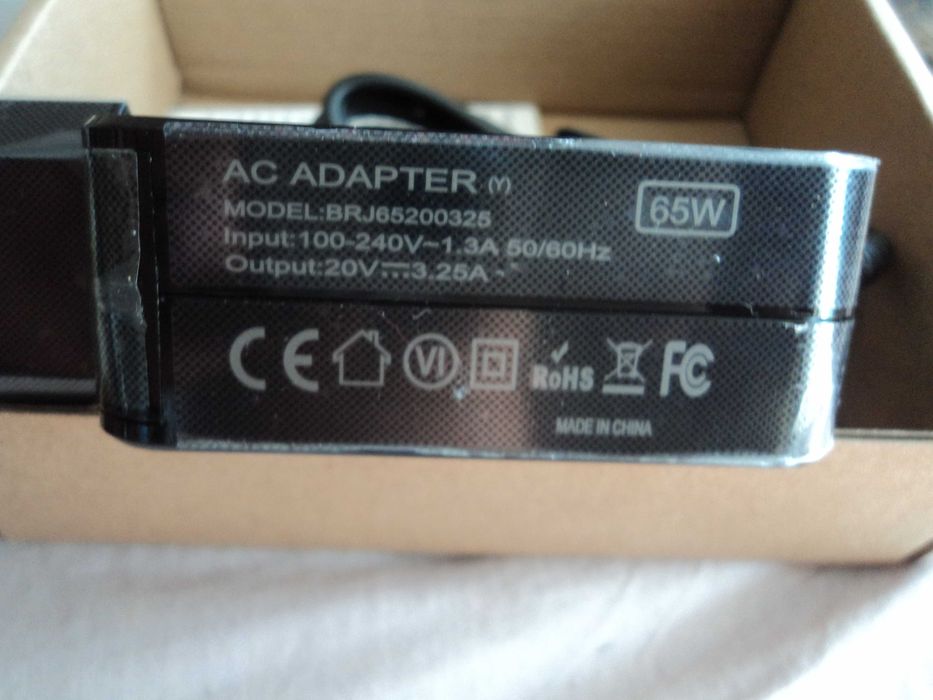 AC ADAPTER (Y)
65W
MODEL:BRJ65200325
Input:100-240V~1.3A 50/60Hz
Output:20V⎓3.25A
CE VI RoHS FC
MADE IN CHINA